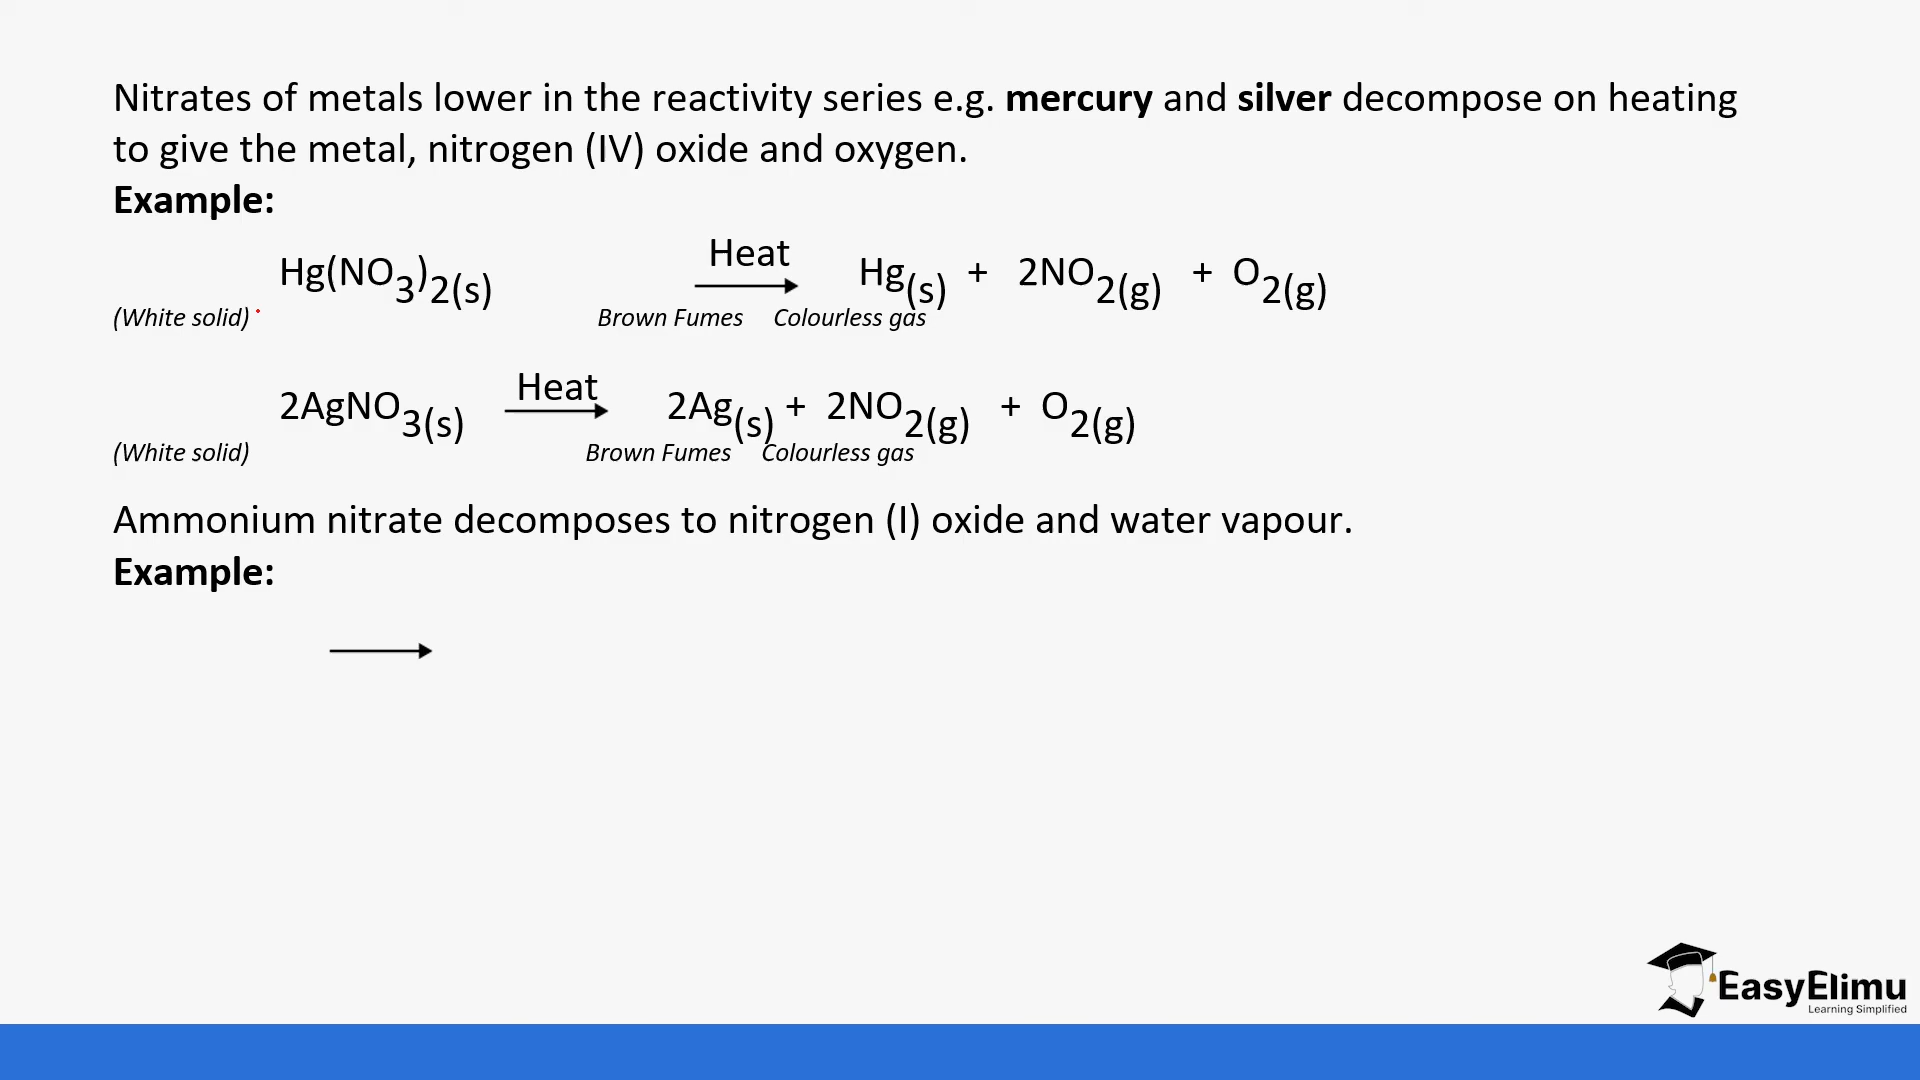 Nitrates of metals lower in the reactivity series e.g. mercury and silver decompose on heating
to give the metal, nitrogen (IV) oxide and oxygen.
Example:
Hg(NO3)2(s) Heat Hg(s) + 2NO2(g) + O2(g)
(White solid) Brown Fumes Colourless gas
2AgNO3(s) Heat 2Ag(s) + 2NO2(g) + O2(g)
(White solid) Brown Fumes Colourless gas
Ammonium nitrate decomposes to nitrogen (I) oxide and water vapour.
Example:
EasyElimu
Learning Simplified